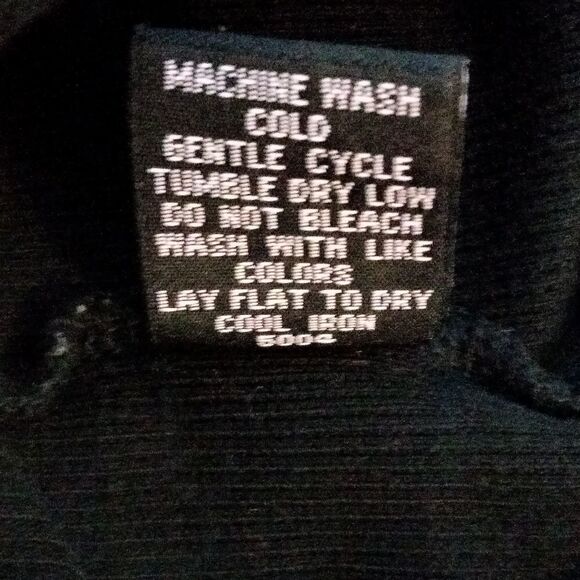 MACHINE WASH
COLD
GENTLE CYCLE
TUMBLE DRY LOW
DO NOT BLEACH
WASH WITH LIKE
COLORS
LAY FLAT TO DRY
COOL IRON
5004